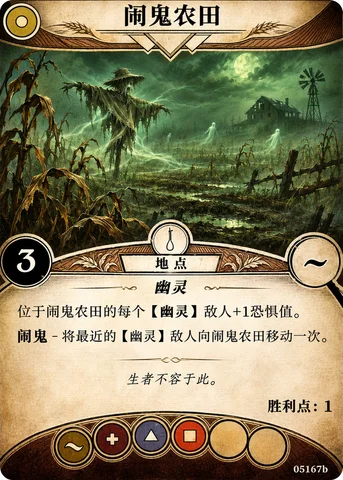 闹鬼农田
3
地点
幽灵
位于闹鬼农田的每个【幽灵】敌人+1恐惧值。
闹鬼 - 将最近的【幽灵】敌人向闹鬼农田移动一次。
生者不容于此。
胜利点：1
05167b